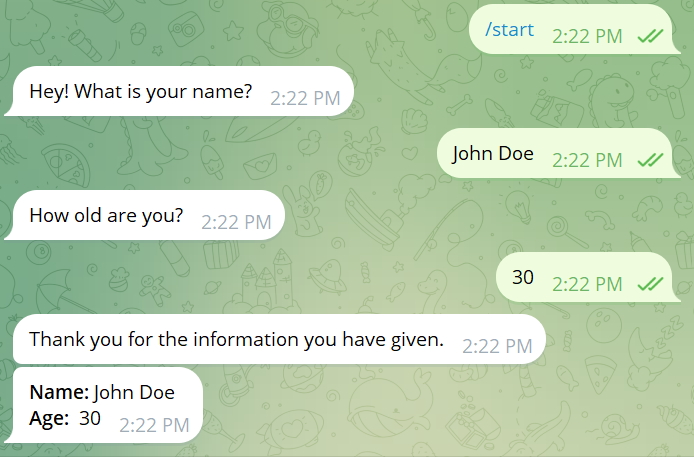 /start 2:22 PM
Hey! What is your name? 2:22 PM
John Doe 2:22 PM
How old are you? 2:22 PM
30 2:22 PM
Thank you for the information you have given. 2:22 PM
Name: John Doe
Age: 30 2:22 PM